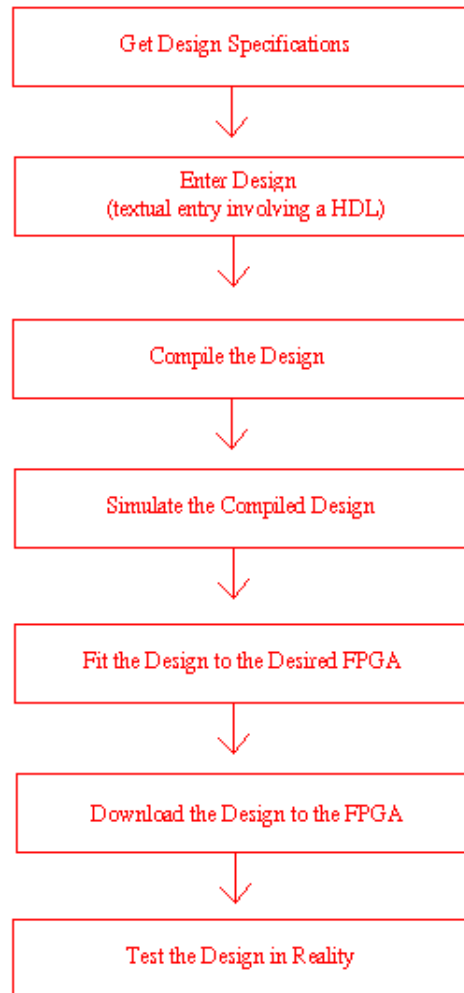 Get Design Specifications
Enter Design
(textual entry involving a HDL)
Compile the Design
Simulate the Compiled Design
Fit the Design to the Desired FPGA
Download the Design to the FPGA
Test the Design in Reality